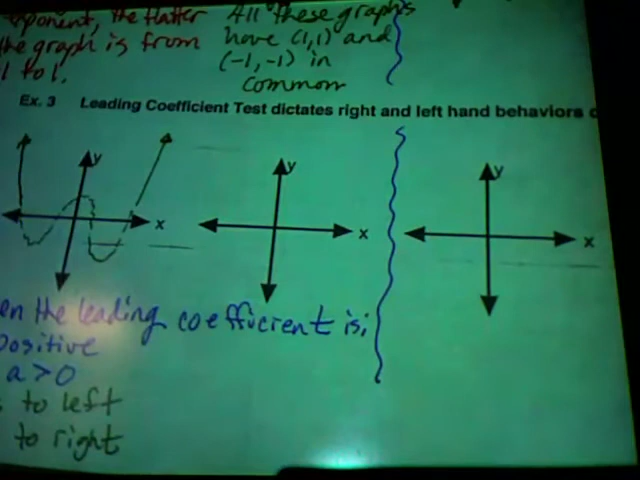 exponent, the flatter
the graph is from
1 to 1.
All these graphs
have (1,1) and
(-1,-1) in
common
Ex. 3 Leading Coefficient Test dictates right and left hand behaviors
y
x
y
x
y
x
the leading coefficient is;
positive
a > 0
to left
to right